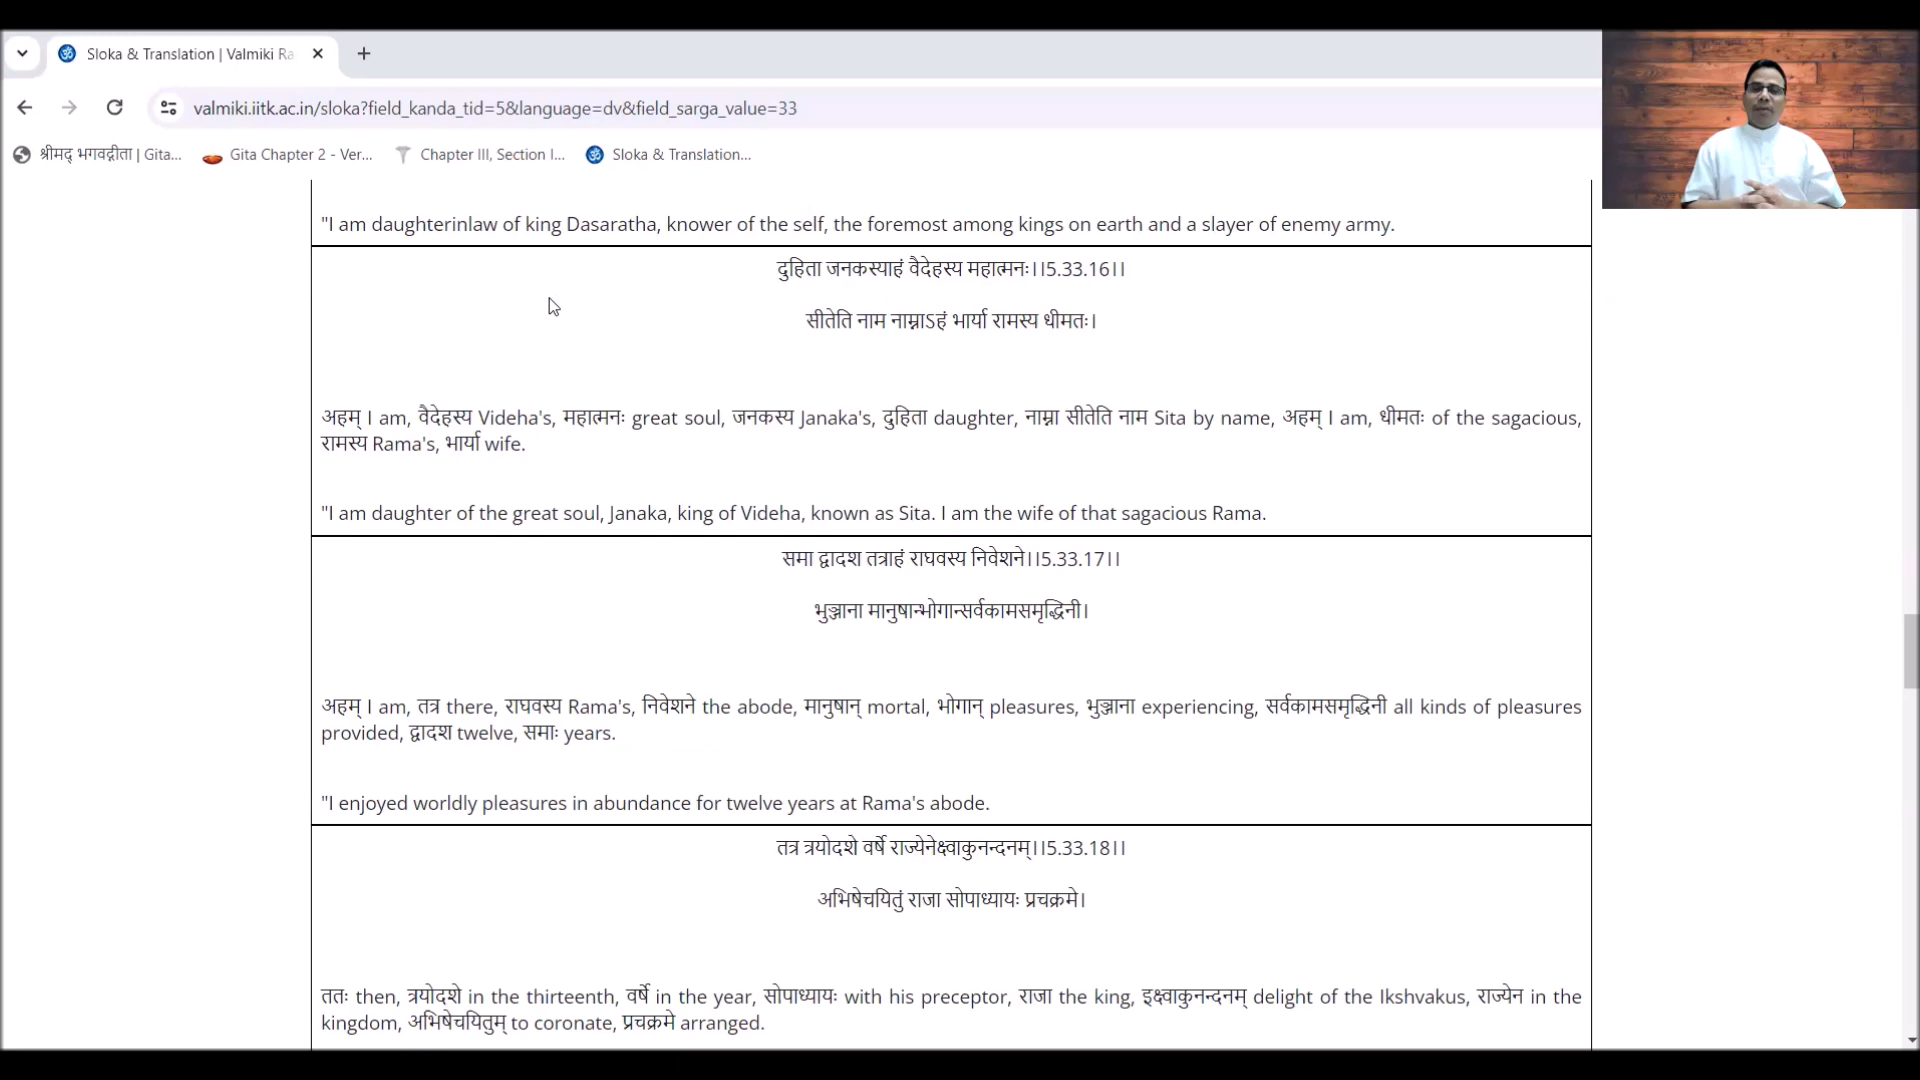 Sloka & Translation | Valmiki Ra
valmiki.iitk.ac.in/sloka?field_kanda_tid=5&language=dv&field_sarga_value=33
श्रीमद् भगवद्गीता | Gita...
Gita Chapter 2 - Ver...
Chapter III, Section I...
Sloka & Translation...
"I am daughterinlaw of king Dasaratha, knower of the self, the foremost among kings on earth and a slayer of enemy army.
दुहिता जनकस्याहं वैदेहस्य महात्मनः।।5.33.16।।
सीतेति नाम नाम्नाऽहं भार्या रामस्य धीमतः।
अहम् I am, वैदेहस्य Videha's, महात्मनः great soul, जनकस्य Janaka's, दुहिता daughter, नाम्ना सीतेति नाम Sita by name, अहम् I am, धीमतः of the sagacious,
रामस्य Rama's, भार्या wife.
"I am daughter of the great soul, Janaka, king of Videha, known as Sita. I am the wife of that sagacious Rama.
समा द्वादश तत्राहं राघवस्य निवेशने।।5.33.17।।
भुञ्जाना मानुषान्भोगान्सर्वकामसमृद्धिनी।
अहम् I am, तत्र there, राघवस्य Rama's, निवेशने the abode, मानुषान् mortal, भोगान् pleasures, भुञ्जाना experiencing, सर्वकामसमृद्धिनी all kinds of pleasures
provided, द्वादश twelve, समाः years.
"I enjoyed worldly pleasures in abundance for twelve years at Rama's abode.
तत्र त्रयोदशे वर्षे राज्येनेक्ष्वाकुनन्दनम्।।5.33.18।।
अभिषेचयितुं राजा सोपाध्यायः प्रचक्रमे।
ततः then, त्रयोदशे in the thirteenth, वर्षे in the year, सोपाध्यायः with his preceptor, राजा the king, इक्ष्वाकुनन्दनम् delight of the Ikshvakus, राज्येन in the
kingdom, अभिषेचयितुम् to coronate, प्रचक्रमे arranged.